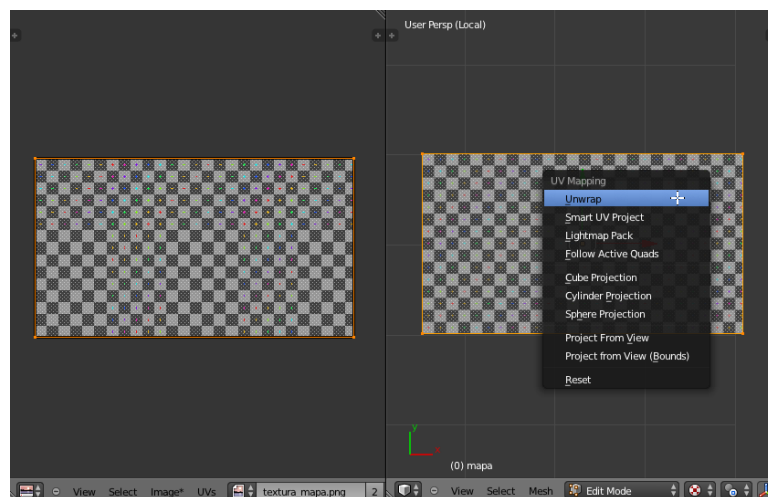 User Persp (Local)
UV Mapping
Unwrap
Smart UV Project
Lightmap Pack
Follow Active Quads
Cube Projection
Cylinder Projection
Sphere Projection
Project From View
Project from View (Bounds)
Reset
y
x
(0) mapa
View Select Image* UVs textura mapa.png 2
View Select Mesh Edit Mode